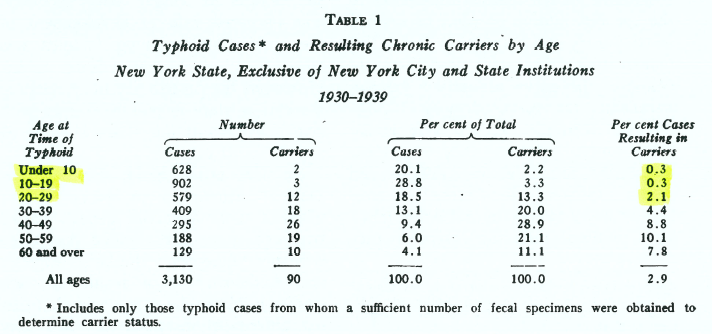 TABLE 1
Typhoid Cases* and Resulting Chronic Carriers by Age
New York State, Exclusive of New York City and State Institutions
1930–1939
Age at Number Per cent of Total Per cent Cases
Time of Resulting in
Typhoid Cases Carriers Cases Carriers Carriers
Under 10 628 2 20.1 2.2 0.3
10–19 902 3 28.8 3.3 0.3
20–29 579 12 18.5 13.3 2.1
30–39 409 18 13.1 20.0 4.4
40–49 295 26 9.4 28.9 8.8
50–59 188 19 6.0 21.1 10.1
60 and over 129 10 4.1 11.1 7.8
All ages 3,130 90 100.0 100.0 2.9
* Includes only those typhoid cases from whom a sufficient number of fecal specimens were obtained to
determine carrier status.